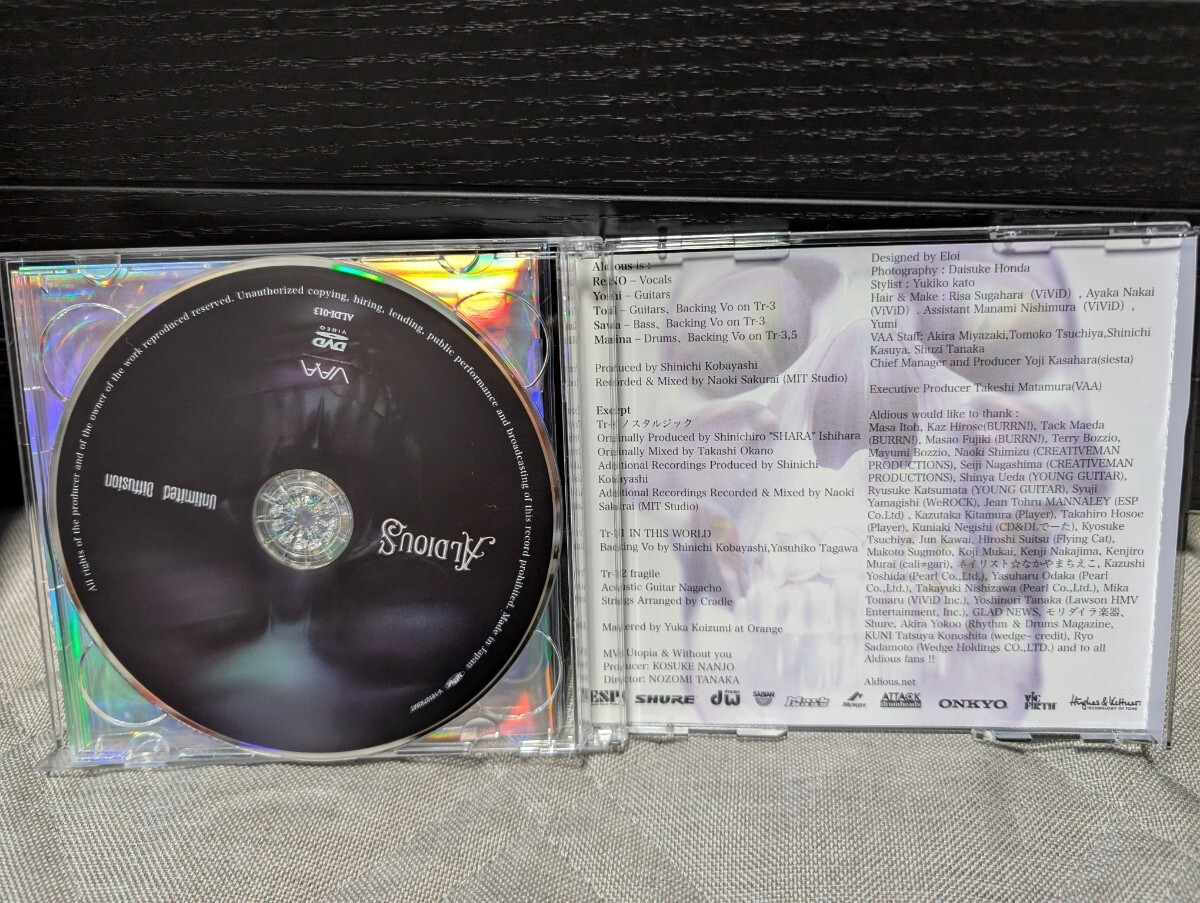 All rights of the producer and of the owner of the work reproduced reserved. Unauthorized copying, hiring, lending, public performance and broadcasting of this record prohibited. Made in Japan
ALDI-013
DVD
VIDEO
VAA
Unlimited Diffusion
ALDIOUS
Aldious is :
Re:NO – Vocals
Yoshi – Guitars
Toki – Guitars、Backing Vo on Tr-3
Sawa – Bass、Backing Vo on Tr-3
Marina – Drums、Backing Vo on Tr-3,5
Produced by Shinichi Kobayashi
Recorded & Mixed by Naoki Sakurai (MIT Studio)
Except
ノスタルジック
Originally Produced by Shinichiro "SHARA" Ishihara
Originally Mixed by Takashi Okano
Additional Recordings Produced by Shinichi
Kobayashi
Additional Recordings Recorded & Mixed by Naoki
Sakurai (MIT Studio)
Tr-11 IN THIS WORLD
Backing Vo by Shinichi Kobayashi,Yasuhiko Tagawa
Tr-12 fragile
Acoustic Guitar Nagacho
Strings Arranged by Cradle
Mastered by Yuka Koizumi at Orange
MVs Utopia & Without you
Producer: KOSUKE NANJO
Director: NOZOMI TANAKA
Designed by Eloi
Photography : Daisuke Honda
Stylist : Yukiko kato
Hair & Make : Risa Sugahara（ViViD）, Ayaka Nakai
（ViViD）. Assistant Manami Nishimura（ViViD）,
Yumi
VAA Staff: Akira Miyazaki,Tomoko Tsuchiya,Shinichi
Kasuya, Shuzi Tanaka
Chief Manager and Producer Yoji Kasahara(siesta)
Executive Producer Takeshi Matamura(VAA)
Aldious would like to thank :
Masa Itoh, Kaz Hirose(BURRN!), Tack Maeda
(BURRN!), Masao Fujiki (BURRN!), Terry Bozzio,
Mayumi Bozzio, Naoki Shimizu (CREATIVEMAN
PRODUCTIONS), Seiji Nagashima (CREATIVEMAN
PRODUCTIONS), Shinya Ueda (YOUNG GUITAR),
Ryusuke Katsumata (YOUNG GUITAR), Syuji
Yamagishi (WeROCK), Jean Tohru MANNALEY (ESP
Co.Ltd) , Kazutaka Kitamura (Player), Takahiro Hosoe
(Player), Kuniaki Negishi (CD&DLでーた), Kyosuke
Tsuchiya, Jun Kawai, Hiroshi Suitsu (Flying Cat),
Makoto Sugmoto, Koji Mukai, Kenji Nakajima, Kenjiro
Murai (cali≠gari), ネイリスト☆なかやまちえこ, Kazushi
Yoshida (Pearl Co.,Ltd.), Yasuharu Odaka (Pearl
Co.,Ltd.), Takayuki Nishizawa (Pearl Co.,Ltd.), Mika
Tomaru (ViViD Inc.), Yoshinori Tanaka (Lawson HMV
Entertainment, Inc.), GLAD NEWS, モリダイラ楽器、
Shure, Akira Yokoo (Rhythm & Drums Magazine,
KUNI Tatsuya Konoshita (wedge– credit), Ryo
Sadamoto (Wedge Holdings CO.,LTD.) and to all
Aldious fans !!
Aldious.net
ESP SHURE dw SABIAN ATTACK drumheads ONKYO VIC FIRTH Hughes & Kettner TECHNOLOGY OF TONE